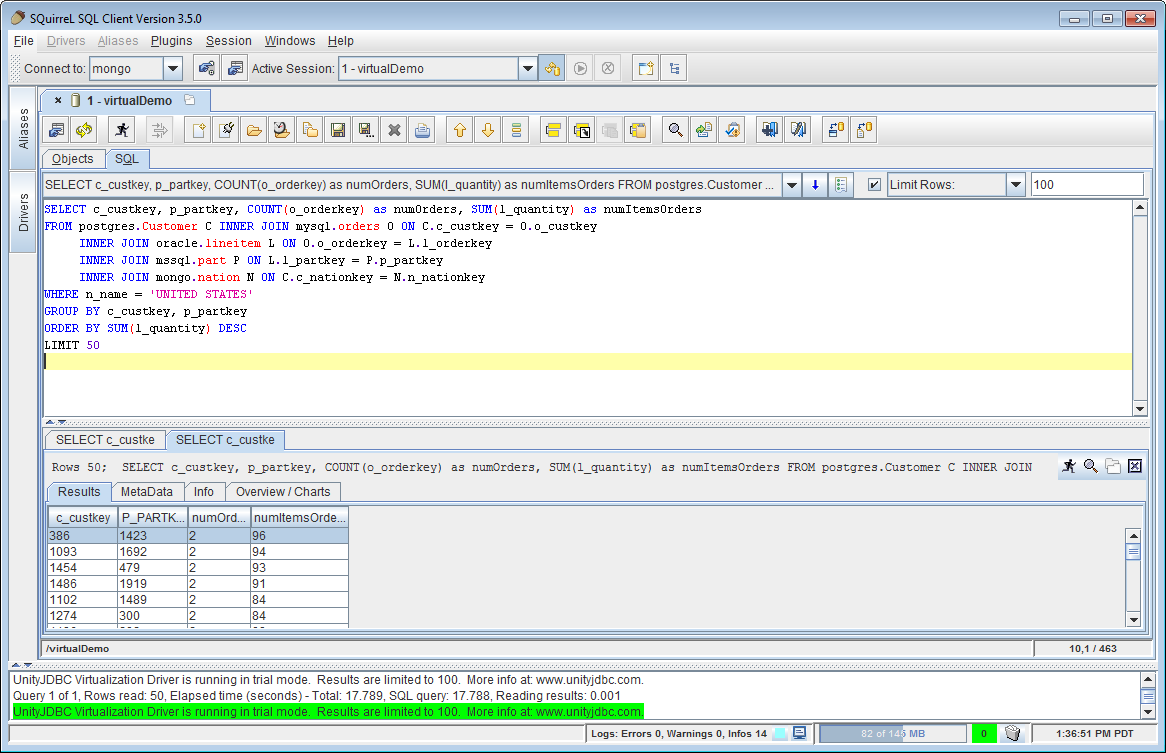 SQuirreL SQL Client Version 3.5.0
File Drivers Aliases Plugins Session Windows Help
Connect to: mongo Active Session: 1 - virtualDemo
Aliases
Drivers
1 - virtualDemo
Objects SQL
SELECT c_custkey, p_partkey, COUNT(o_orderkey) as numOrders, SUM(l_quantity) as numItemsOrders FROM postgres.Customer ... Limit Rows: 100
SELECT c_custkey, p_partkey, COUNT(o_orderkey) as numOrders, SUM(l_quantity) as numItemsOrders
FROM postgres.Customer C INNER JOIN mysql.orders O ON C.c_custkey = O.o_custkey
INNER JOIN oracle.lineitem L ON O.o_orderkey = L.l_orderkey
INNER JOIN mssql.part P ON L.l_partkey = P.p_partkey
INNER JOIN mongo.nation N ON C.c_nationkey = N.n_nationkey
WHERE n_name = 'UNITED STATES'
GROUP BY c_custkey, p_partkey
ORDER BY SUM(l_quantity) DESC
LIMIT 50
SELECT c_custke SELECT c_custke
Rows 50; SELECT c_custkey, p_partkey, COUNT(o_orderkey) as numOrders, SUM(l_quantity) as numItemsOrders FROM postgres.Customer C INNER JOIN
Results MetaData Info Overview / Charts
c_custkey P_PARTK... numOrd... numItemsOrde...
386 1423 2 96
1093 1692 2 94
1454 479 2 93
1486 1919 2 91
1102 1489 2 84
1274 300 2 84
/virtualDemo 10,1 / 463
UnityJDBC Virtualization Driver is running in trial mode. Results are limited to 100. More info at: www.unityjdbc.com.
Query 1 of 1, Rows read: 50, Elapsed time (seconds) - Total: 17.789, SQL query: 17.788, Reading results: 0.001
UnityJDBC Virtualization Driver is running in trial mode. Results are limited to 100. More info at: www.unityjdbc.com.
Logs: Errors 0, Warnings 0, Infos 14 82 of 145 MB 0 1:36:51 PM PDT